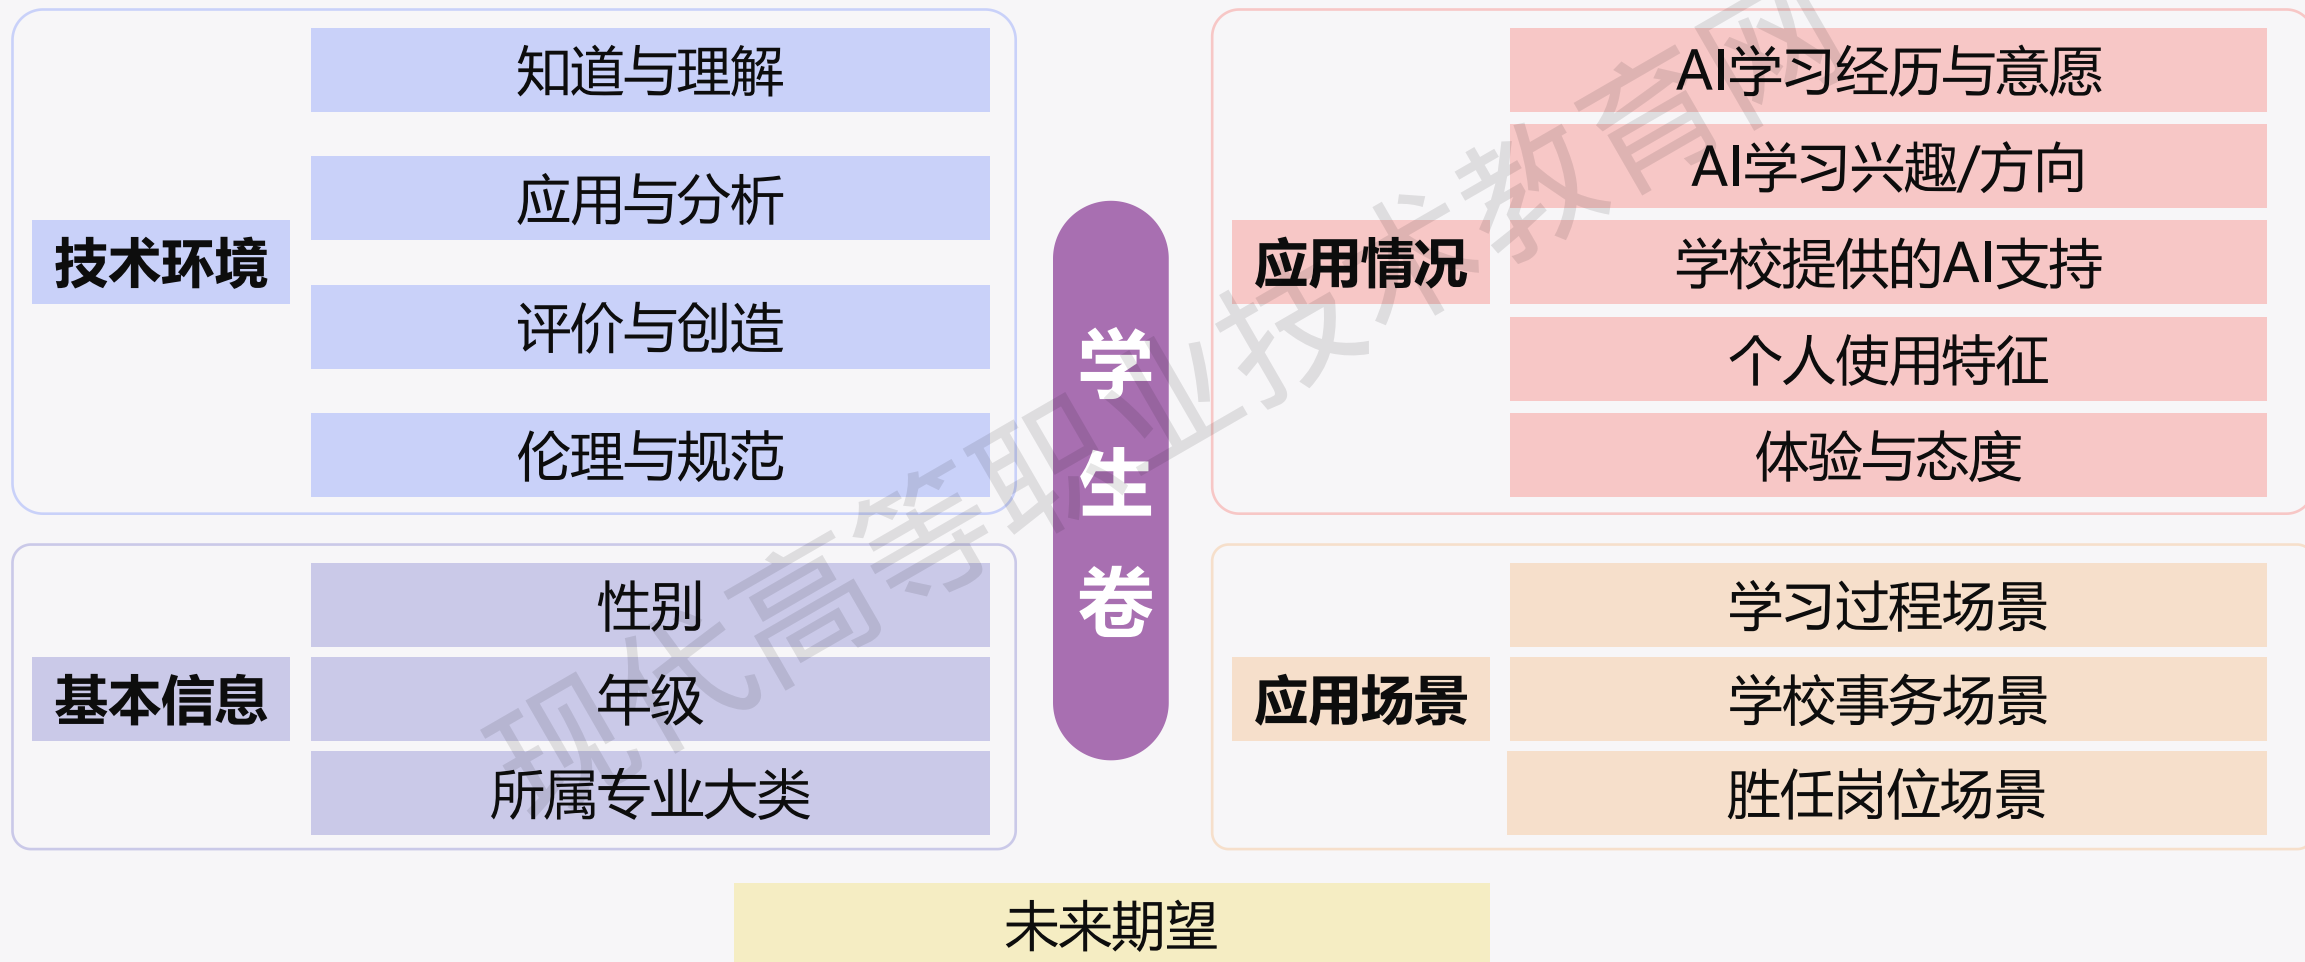 知道与理解
应用与分析
技术环境
评价与创造
伦理与规范
性别
基本信息
年级
所属专业大类
学生卷
AI学习经历与意愿
AI学习兴趣/方向
应用情况
学校提供的AI支持
个人使用特征
体验与态度
学习过程场景
应用场景
学校事务场景
胜任岗位场景
未来期望
现代高等职业技术教育网